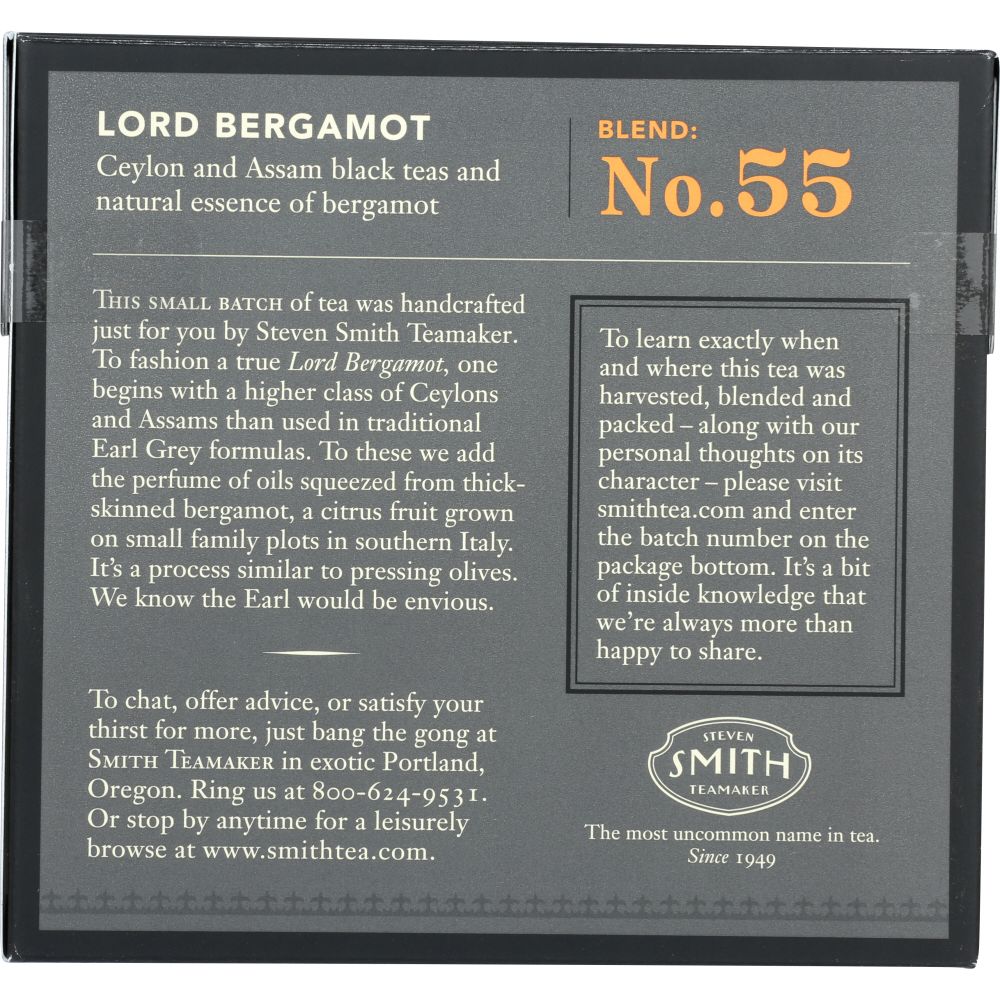 LORD BERGAMOT
Ceylon and Assam black teas and
natural essence of bergamot
BLEND:
No. 55
THIS SMALL BATCH of tea was handcrafted
just for you by Steven Smith Teamaker.
To fashion a true Lord Bergamot, one
begins with a higher class of Ceylons
and Assams than used in traditional
Earl Grey formulas. To these we add
the perfume of oils squeezed from thick-
skinned bergamot, a citrus fruit grown
on small family plots in southern Italy.
It's a process similar to pressing olives.
We know the Earl would be envious.
To chat, offer advice, or satisfy your
thirst for more, just bang the gong at
SMITH TEAMAKER in exotic Portland,
Oregon. Ring us at 800-624-9531.
Or stop by anytime for a leisurely
browse at www.smithtea.com.
To learn exactly when
and where this tea was
harvested, blended and
packed – along with our
personal thoughts on its
character – please visit
smithtea.com and enter
the batch number on the
package bottom. It's a bit
of inside knowledge that
we're always more than
happy to share.
STEVEN
SMITH
TEAMAKER
The most uncommon name in tea.
Since 1949